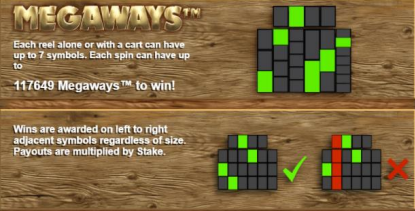 MEGAWAYS™
Each reel alone or with a cart can have
up to 7 symbols. Each spin can have up
to
117649 Megaways™ to win!
Wins are awarded on left to right
adjacent symbols regardless of size.
Payouts are multiplied by Stake.